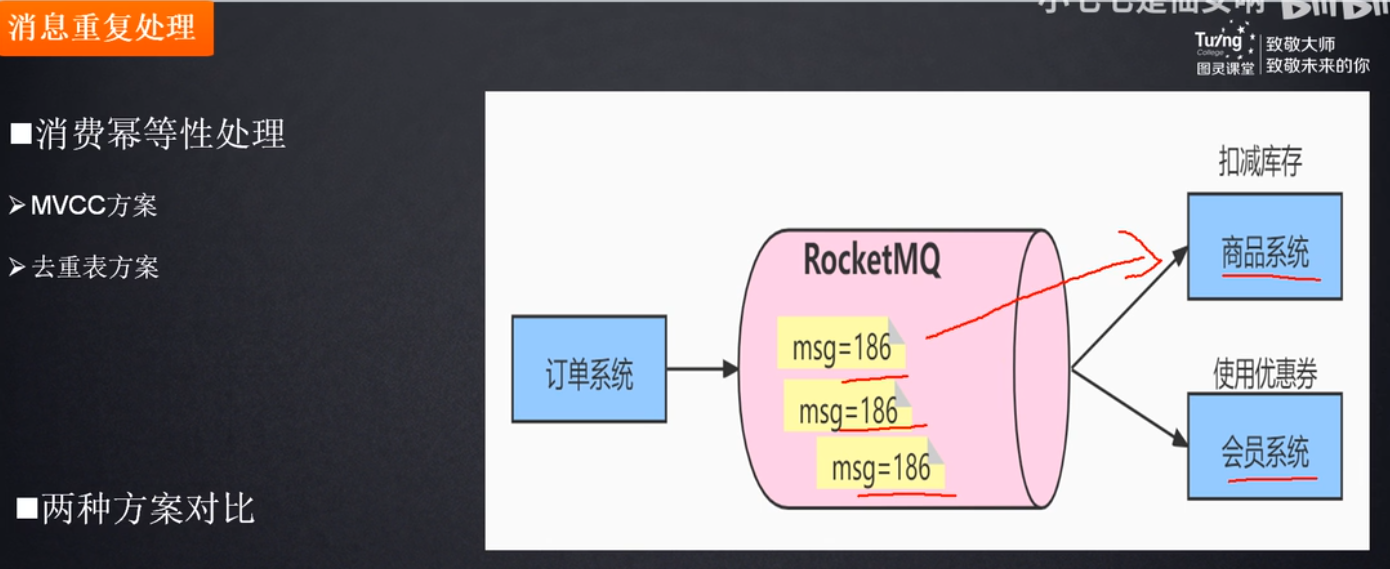 消息重复处理
Turing
College
图灵课堂
致敬大师
致敬未来的你
■消费幂等性处理
➢MVCC方案
➢去重表方案
■两种方案对比
扣减库存
商品系统
RocketMQ
msg=186
msg=186
msg=186
订单系统
使用优惠券
会员系统